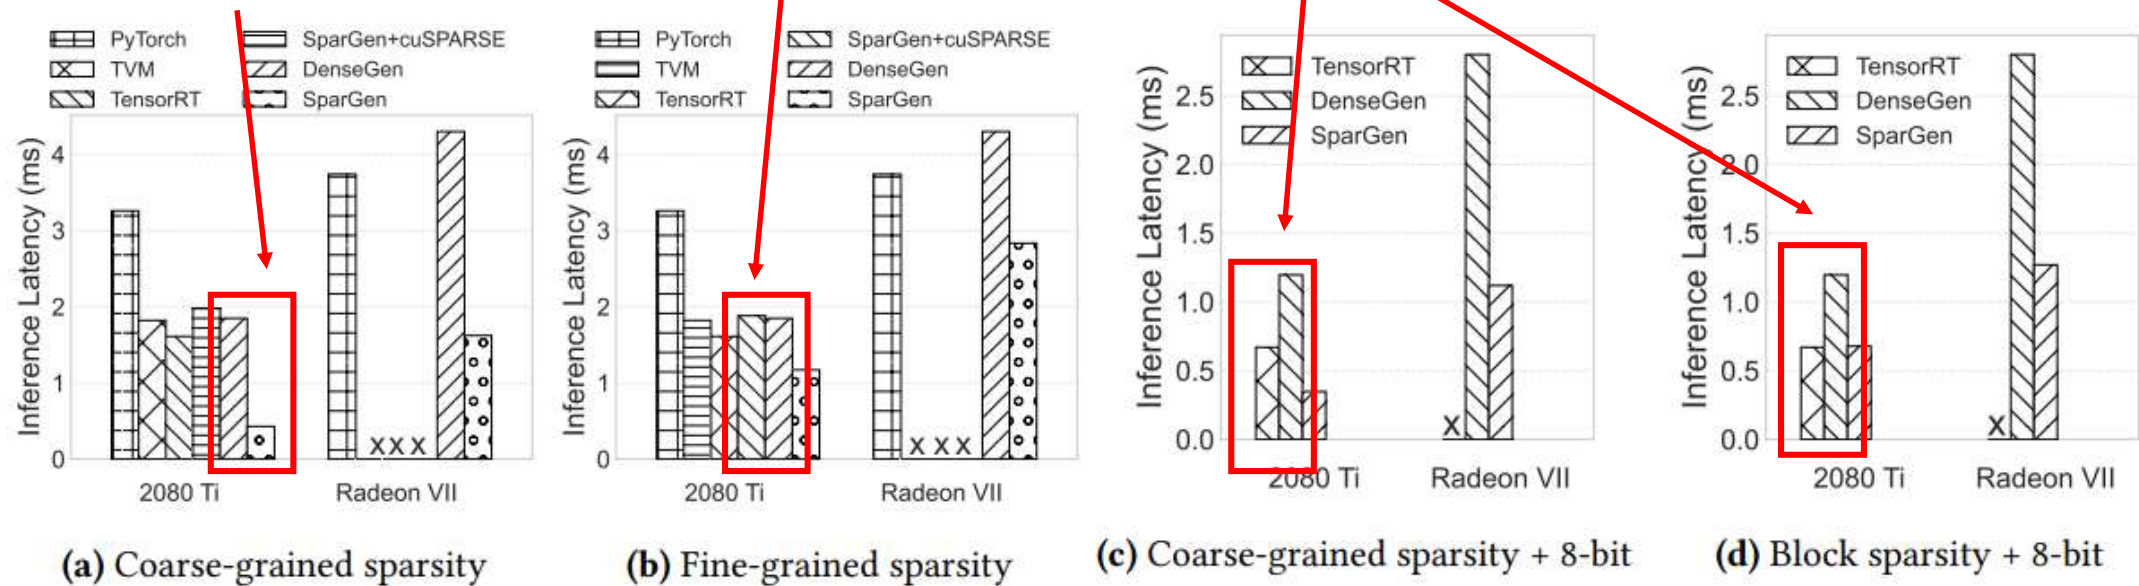 PyTorch
TVM
TensorRT
SparGen+cuSPARSE
DenseGen
SparGen
Inference Latency (ms)
4
3
2
1
0
X X X
2080 Ti
Radeon VII
(a) Coarse-grained sparsity
PyTorch
TVM
TensorRT
SparGen+cuSPARSE
DenseGen
SparGen
Inference Latency (ms)
4
3
2
1
0
X X X
2080 Ti
Radeon VII
(b) Fine-grained sparsity
TensorRT
DenseGen
SparGen
Inference Latency (ms)
2.5
2.0
1.5
1.0
0.5
0.0
X
2080 Ti
Radeon VII
(c) Coarse-grained sparsity + 8-bit
TensorRT
DenseGen
SparGen
Inference Latency (ms)
2.5
2.0
1.5
1.0
0.5
0.0
X
2080 Ti
Radeon VII
(d) Block sparsity + 8-bit